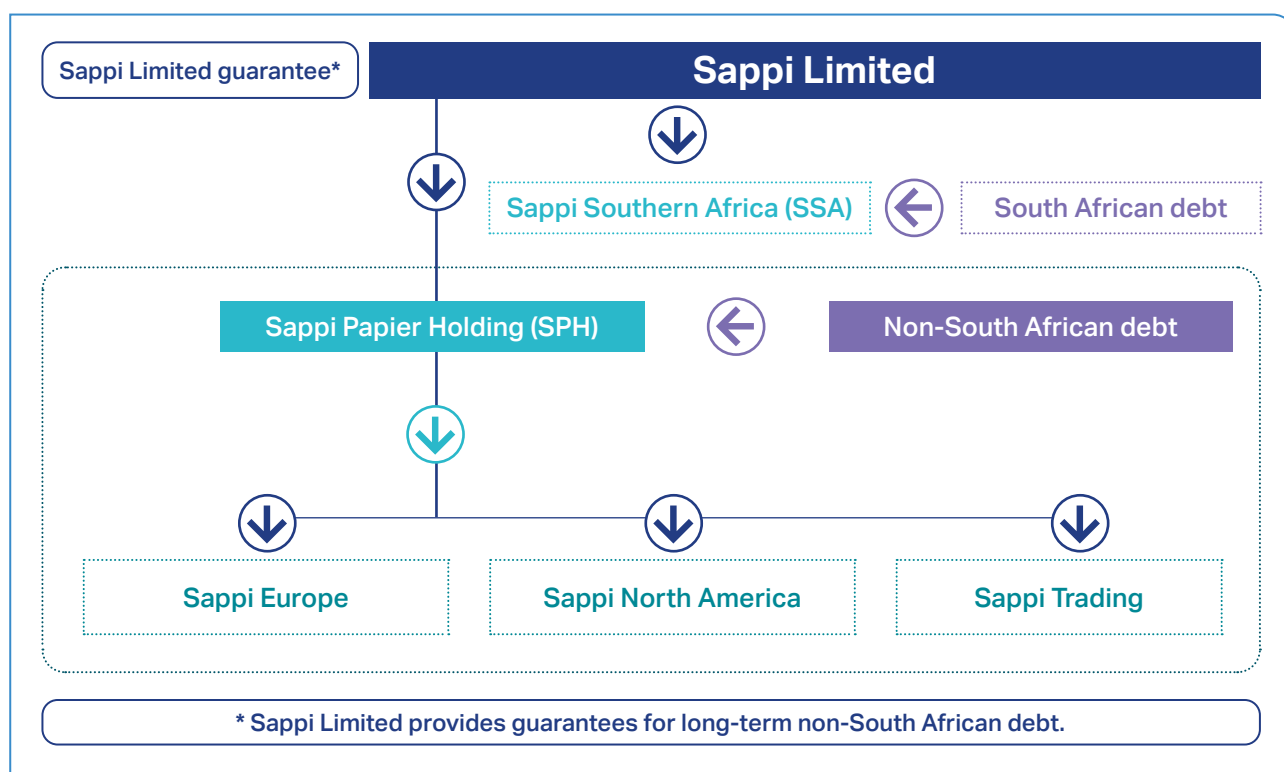 Sappi Limited guarantee*
Sappi Limited
Sappi Southern Africa (SSA)
South African debt
Sappi Papier Holding (SPH)
Non-South African debt
Sappi Europe
Sappi North America
Sappi Trading
* Sappi Limited provides guarantees for long-term non-South African debt.